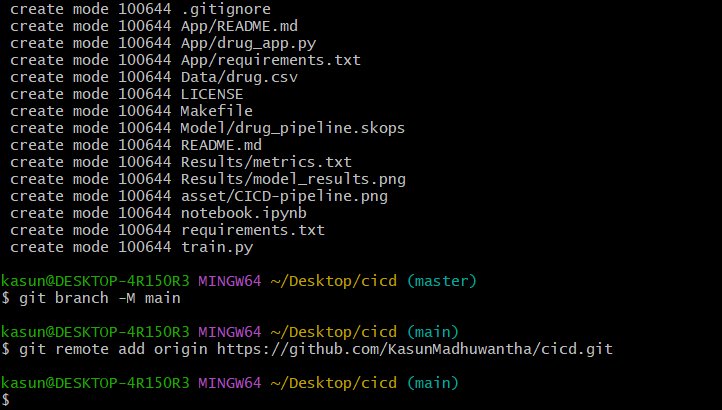 create mode 100644 .gitignore
create mode 100644 App/README.md
create mode 100644 App/drug_app.py
create mode 100644 App/requirements.txt
create mode 100644 Data/drug.csv
create mode 100644 LICENSE
create mode 100644 Makefile
create mode 100644 Model/drug_pipeline.skops
create mode 100644 README.md
create mode 100644 Results/metrics.txt
create mode 100644 Results/model_results.png
create mode 100644 asset/CICD-pipeline.png
create mode 100644 notebook.ipynb
create mode 100644 requirements.txt
create mode 100644 train.py
kasun@DESKTOP-4R15OR3 MINGW64 ~/Desktop/cicd (master)
$ git branch -M main
kasun@DESKTOP-4R15OR3 MINGW64 ~/Desktop/cicd (main)
$ git remote add origin https://github.com/KasunMadhuwantha/cicd.git
kasun@DESKTOP-4R15OR3 MINGW64 ~/Desktop/cicd (main)
$